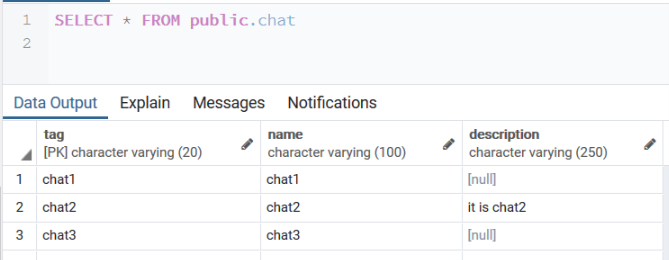 1 SELECT * FROM public.chat
2
Data Output Explain Messages Notifications
tag name description
[PK] character varying (20) character varying (100) character varying (250)
1 chat1 chat1 [null]
2 chat2 chat2 it is chat2
3 chat3 chat3 [null]